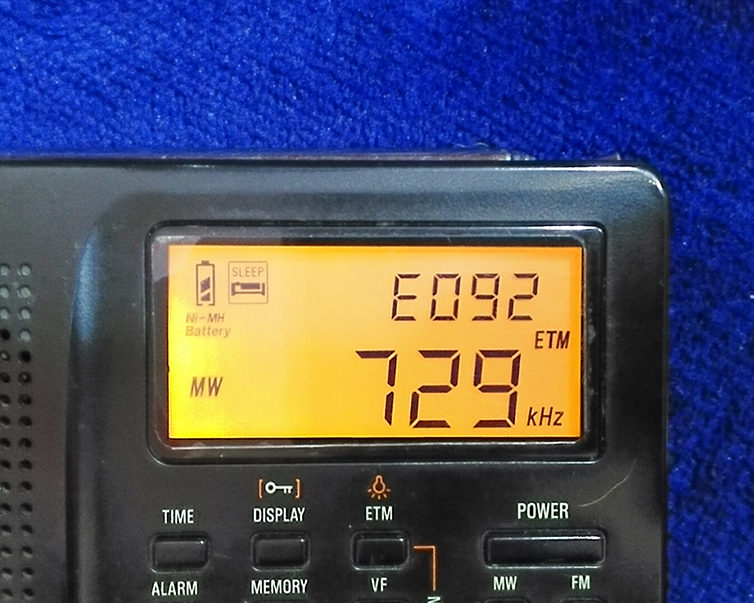 SLEEP
E092
Ni-MH
Battery
ETM
MW
729
kHz
TIME
DISPLAY
ETM
POWER
ALARM
MEMORY
VF
MW
FM